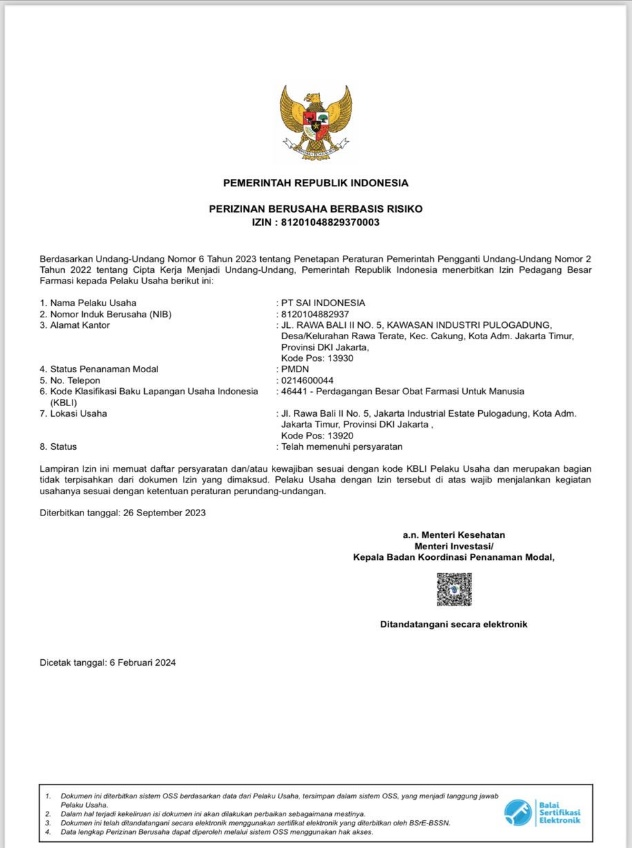 PEMERINTAH REPUBLIK INDONESIA
PERIZINAN BERUSAHA BERBASIS RISIKO
IZIN : 81201048829370003
Berdasarkan Undang-Undang Nomor 6 Tahun 2023 tentang Penetapan Peraturan Pemerintah Pengganti Undang-Undang Nomor 2
Tahun 2022 tentang Cipta Kerja Menjadi Undang-Undang, Pemerintah Republik Indonesia menerbitkan Izin Pedagang Besar
Farmasi kepada Pelaku Usaha berikut ini:
1. Nama Pelaku Usaha : PT SAI INDONESIA
2. Nomor Induk Berusaha (NIB) : 8120104882937
3. Alamat Kantor : JL. RAWA BALI II NO. 5, KAWASAN INDUSTRI PULOGADUNG,
Desa/Kelurahan Rawa Terate, Kec. Cakung, Kota Adm. Jakarta Timur,
Provinsi DKI Jakarta,
Kode Pos: 13930
4. Status Penanaman Modal : PMDN
5. No. Telepon : 0214600044
6. Kode Klasifikasi Baku Lapangan Usaha Indonesia : 46441 - Perdagangan Besar Obat Farmasi Untuk Manusia
(KBLI)
7. Lokasi Usaha : Jl. Rawa Bali II No. 5, Jakarta Industrial Estate Pulogadung, Kota Adm.
Jakarta Timur, Provinsi DKI Jakarta ,
Kode Pos: 13920
8. Status : Telah memenuhi persyaratan
Lampiran Izin ini memuat daftar persyaratan dan/atau kewajiban sesuai dengan kode KBLI Pelaku Usaha dan merupakan bagian
tidak terpisahkan dari dokumen Izin yang dimaksud. Pelaku Usaha dengan Izin tersebut di atas wajib menjalankan kegiatan
usahanya sesuai dengan ketentuan peraturan perundang-undangan.
Diterbitkan tanggal: 26 September 2023
a.n. Menteri Kesehatan
Menteri Investasi/
Kepala Badan Koordinasi Penanaman Modal,
Ditandatangani secara elektronik
Dicetak tanggal: 6 Februari 2024
1. Dokumen ini diterbitkan sistem OSS berdasarkan data dari Pelaku Usaha, tersimpan dalam sistem OSS, yang menjadi tanggung jawab
Pelaku Usaha.
2. Dalam hal terjadi kekeliruan isi dokumen ini akan dilakukan perbaikan sebagaimana mestinya.
3. Dokumen ini telah ditandatangani secara elektronik menggunakan sertifikat elektronik yang diterbitkan oleh BSrE-BSSN.
4. Data lengkap Perizinan Berusaha dapat diperoleh melalui sistem OSS menggunakan hak akses.
Balai
Sertifikasi
Elektronik